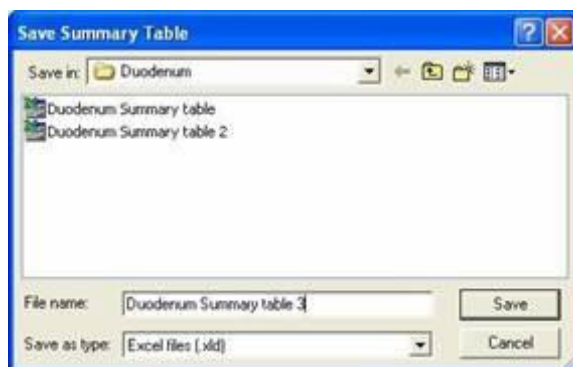 Save Summary Table
Save in: Duodenum
Duodenum Summary table
Duodenum Summary table 2
File name: Duodenum Summary table 3 Save
Save as type: Excel files (.xld) Cancel